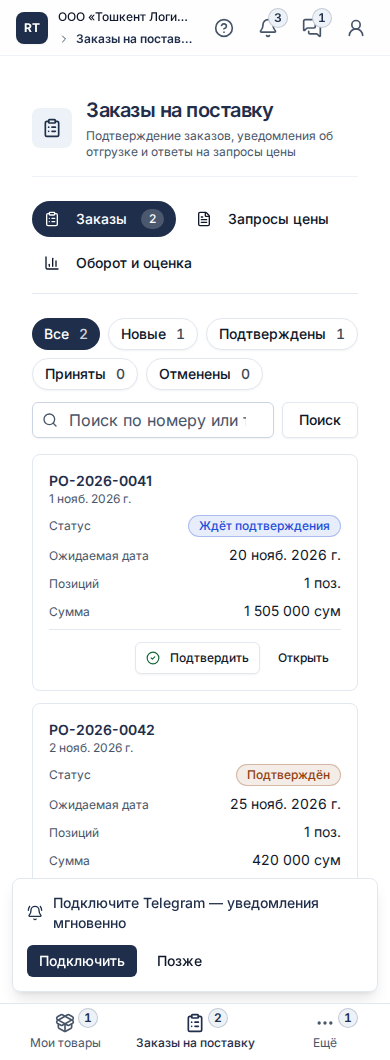 RT
ООО «Тошкент Логи...
Заказы на постав...
3
1
Заказы на поставку
Подтверждение заказов, уведомления об
отгрузке и ответы на запросы цены
Заказы 2
Запросы цены
Оборот и оценка
Все 2
Новые 1
Подтверждены 1
Приняты 0
Отменены 0
Поиск по номеру или
Поиск
PO-2026-0041
1 нояб. 2026 г.
Статус Ждёт подтверждения
Ожидаемая дата 20 нояб. 2026 г.
Позиций 1 поз.
Сумма 1 505 000 сум
Подтвердить Открыть
PO-2026-0042
2 нояб. 2026 г.
Статус Подтверждён
Ожидаемая дата 25 нояб. 2026 г.
Позиций 1 поз.
Сумма 420 000 сум
Подключите Telegram — уведомления
мгновенно
Подключить Позже
1 2 1
Мои товары Заказы на поставку Ещё